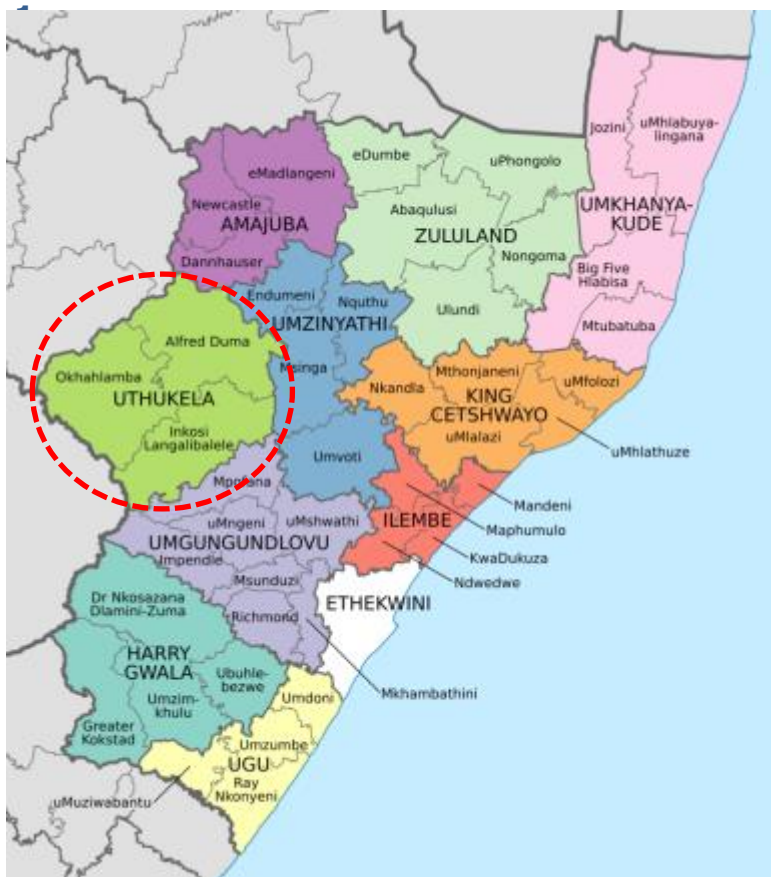 Jozini
uMhlabuya-
lingana
eDumbe
uPhongolo
eMadlangeni
Newcastle
AMAJUBA
Abaqulusi
ZULULAND
UMKHANYA-
KUDE
Dannhauser
Nongoma
Big Five
Hlabisa
Endumeni
Nquthu
Ulundi
UMZINYATHI
Mtubatuba
Alfred Duma
Msinga
Mthonjaneni
Okhahlamba
Nkandla
uMfolozi
UTHUKELA
KING
CETSHWAYO
Inkosi
Langalibalele
uMlalazi
uMhlathuze
Umvoti
Mpofana
Mandeni
uMngeni
uMshwathi
ILEMBE
Maphumulo
UMGUNGUNDLOVU
Impendle
KwaDukuza
Msunduzi
Ndwedwe
Dr Nkosazana
Dlamini-Zuma
ETHEKWINI
Richmond
HARRY
GWALA
Ubuhle-
bezwe
Mkhambathini
Umzim-
khulu
Umdoni
Greater
Kokstad
Umzumbe
UGU
Ray
Nkonyeni
uMuziwabantu